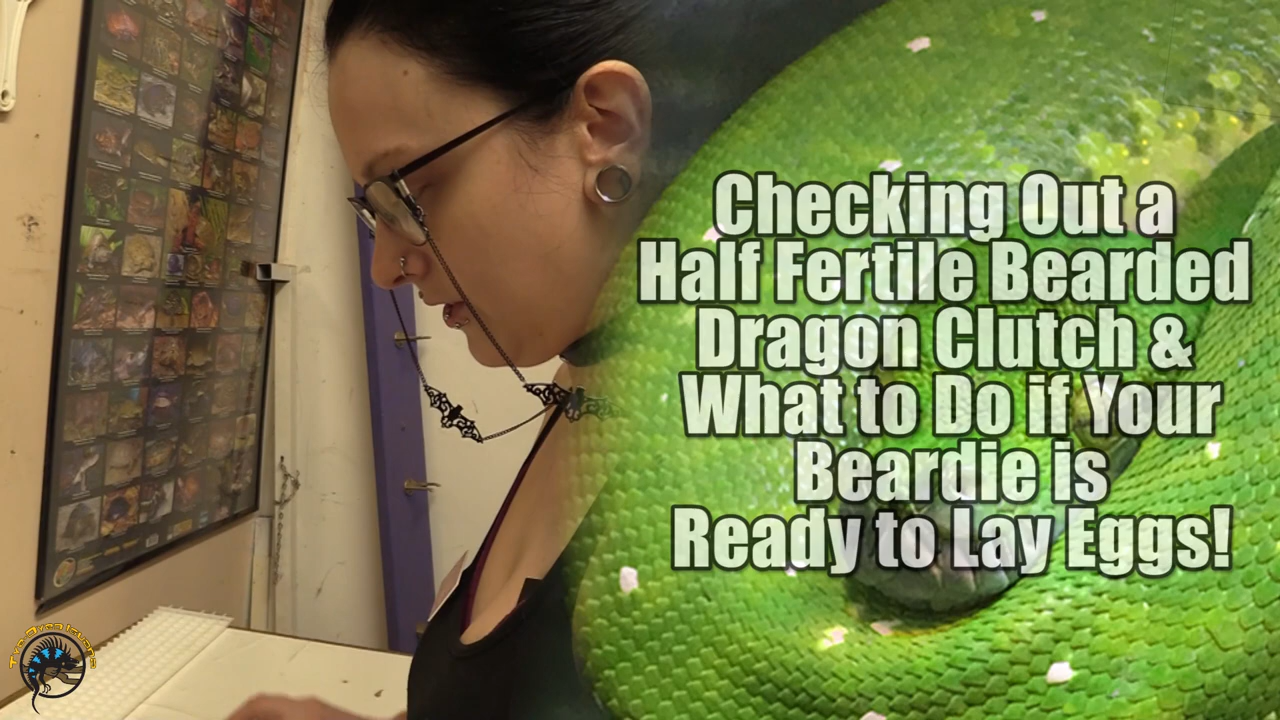 Checking Out a
Half Fertile Bearded
Dragon Clutch &
What to Do if Your
Beardie is
Ready to Lay Eggs!